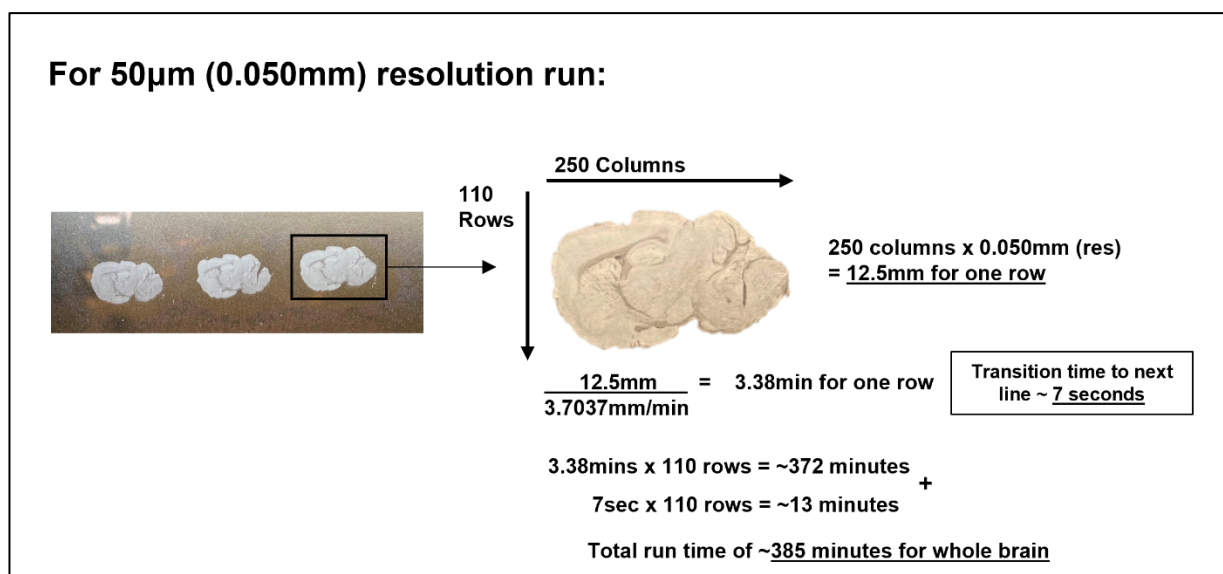 For 50µm (0.050mm) resolution run:
250 Columns
110
Rows
250 columns x 0.050mm (res)
= 12.5mm for one row
12.5mm
3.7037mm/min
= 3.38min for one row
Transition time to next
line ~ 7 seconds
3.38mins x 110 rows = ~372 minutes
+
7sec x 110 rows = ~13 minutes
Total run time of ~385 minutes for whole brain